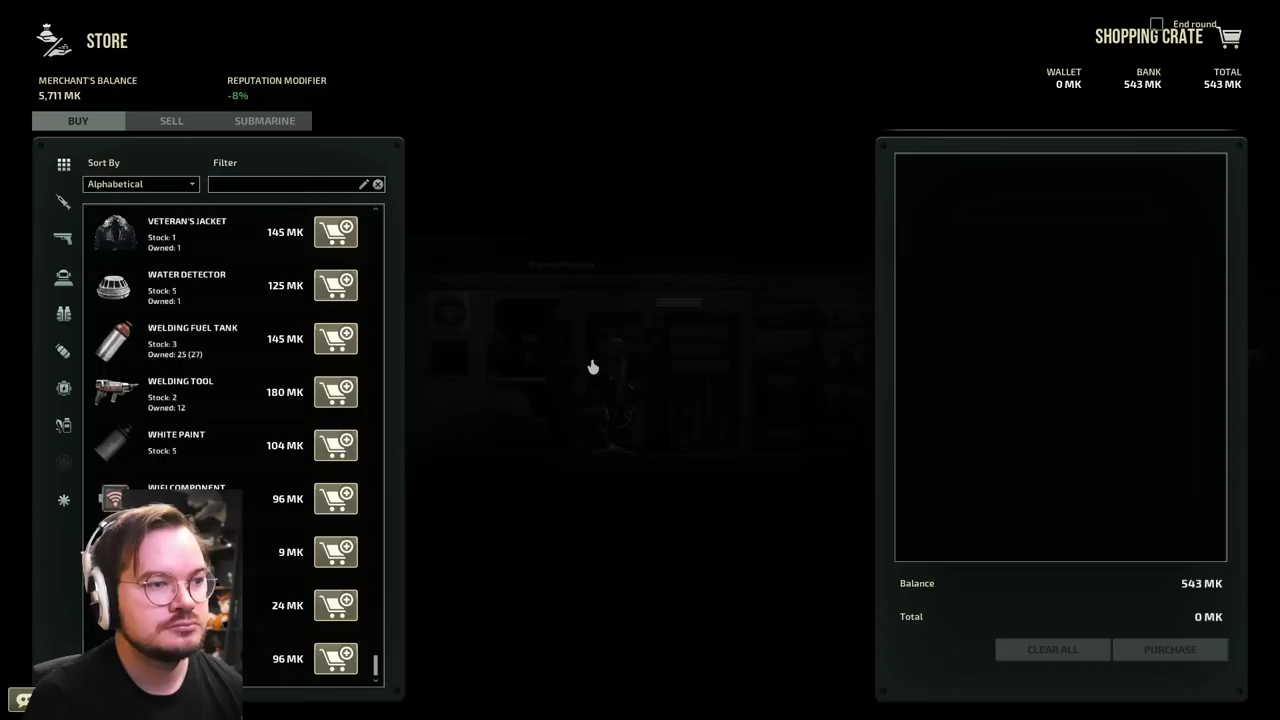 STORE
End round
SHOPPING CRATE
MERCHANT'S BALANCE
5,711 MK
REPUTATION MODIFIER
-8%
WALLET
0 MK
BANK
543 MK
TOTAL
543 MK
BUY
SELL
SUBMARINE
Sort By
Filter
Alphabetical
VETERAN'S JACKET
Stock: 1
Owned: 1
145 MK
WATER DETECTOR
Stock: 5
Owned: 1
125 MK
WELDING FUEL TANK
Stock: 3
Owned: 25 (27)
145 MK
WELDING TOOL
Stock: 2
Owned: 12
180 MK
WHITE PAINT
Stock: 5
104 MK
WIFI COMPONENT
96 MK
9 MK
24 MK
96 MK
Balance
543 MK
Total
0 MK
CLEAR ALL
PURCHASE